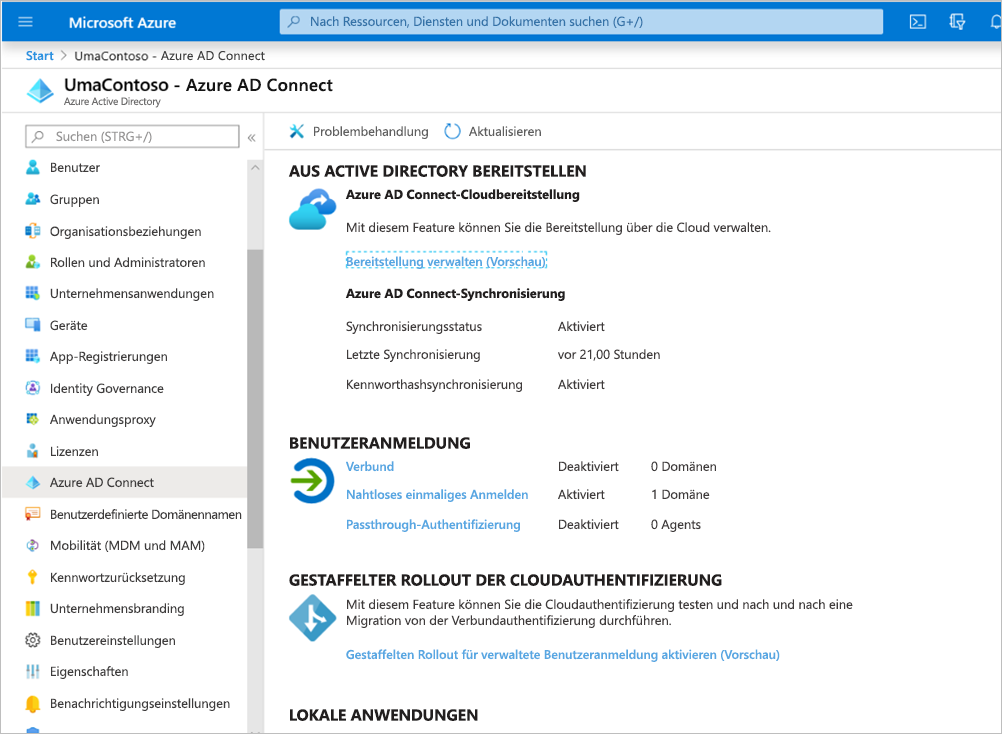 Microsoft Azure
Nach Ressourcen, Diensten und Dokumenten suchen (G+/)
Start > UmaContoso - Azure AD Connect
UmaContoso - Azure AD Connect
Azure Active Directory
Suchen (STRG+/)
«
Benutzer
Gruppen
Organisationsbeziehungen
Rollen und Administratoren
Unternehmensanwendungen
Geräte
App-Registrierungen
Identity Governance
Anwendungsproxy
Lizenzen
Azure AD Connect
Benutzerdefinierte Domänennamen
Mobilität (MDM und MAM)
Kennwortzurücksetzung
Unternehmensbranding
Benutzereinstellungen
Eigenschaften
Benachrichtigungseinstellungen
Problembehandlung Aktualisieren
AUS ACTIVE DIRECTORY BEREITSTELLEN
Azure AD Connect-Cloudbereitstellung
Mit diesem Feature können Sie die Bereitstellung über die Cloud verwalten.
Bereitstellung verwalten (Vorschau)
Azure AD Connect-Synchronisierung
Synchronisierungsstatus Aktiviert
Letzte Synchronisierung vor 21,00 Stunden
Kennworthashsynchronisierung Aktiviert
BENUTZERANMELDUNG
Verbund Deaktiviert 0 Domänen
Nahtloses einmaliges Anmelden Aktiviert 1 Domäne
Passthrough-Authentifizierung Deaktiviert 0 Agents
GESTAFFELTER ROLLOUT DER CLOUDAUTHENTIFIZIERUNG
Mit diesem Feature können Sie die Cloudauthentifizierung testen und nach und nach eine
Migration von der Verbundauthentifizierung durchführen.
Gestaffelten Rollout für verwaltete Benutzeranmeldung aktivieren (Vorschau)
LOKALE ANWENDUNGEN